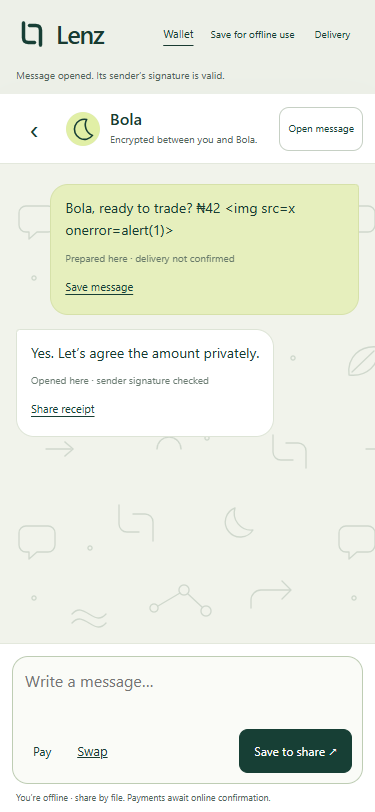 Lenz
Wallet
Save for offline use
Delivery
Message opened. Its sender's signature is valid.
‹
Bola
Encrypted between you and Bola.
Open message
Bola, ready to trade? ₦42 <img src=x
onerror=alert(1)>
Prepared here · delivery not confirmed
Save message
Yes. Let’s agree the amount privately.
Opened here · sender signature checked
Share receipt
Write a message…
Pay
Swap
Save to share ↗
You’re offline · share by file. Payments await online confirmation.